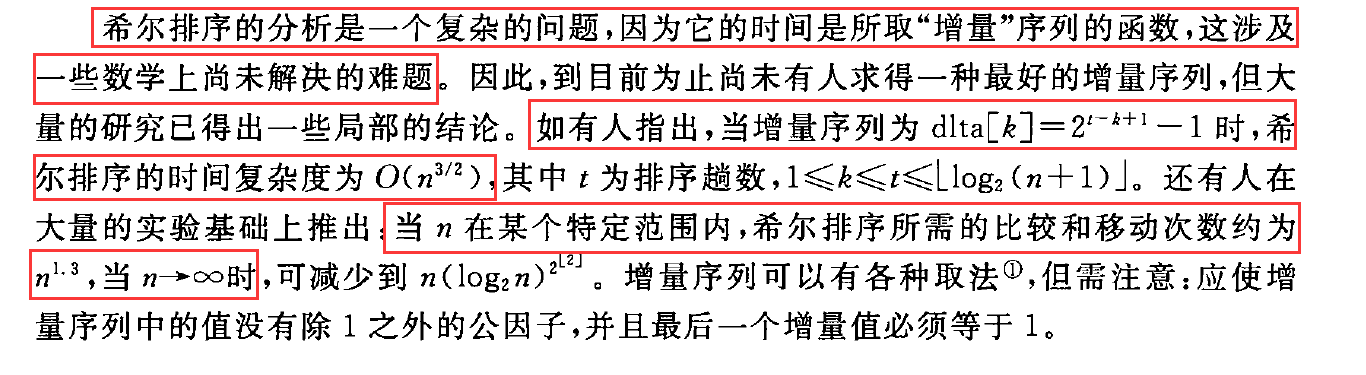 希尔排序的分析是一个复杂的问题,因为它的时间是所取“增量”序列的函数,这涉及
一些数学上尚未解决的难题。因此,到目前为止尚未有人求得一种最好的增量序列,但大
量的研究已得出一些局部的结论。如有人指出,当增量序列为 dlta[k]=2^{t-k+1}-1 时,希
尔排序的时间复杂度为 O(n^{3/2}),其中 t 为排序趟数,1≤k≤t≤⌊log₂(n+1)⌋。还有人在
大量的实验基础上推出:当 n 在某个特定范围内,希尔排序所需的比较和移动次数约为
n^{1.3},当 n→∞时,可减少到 n(log₂n)^{2^{[2]}}。增量序列可以有各种取法①,但需注意:应使增
量序列中的值没有除 1 之外的公因子,并且最后一个增量值必须等于 1。